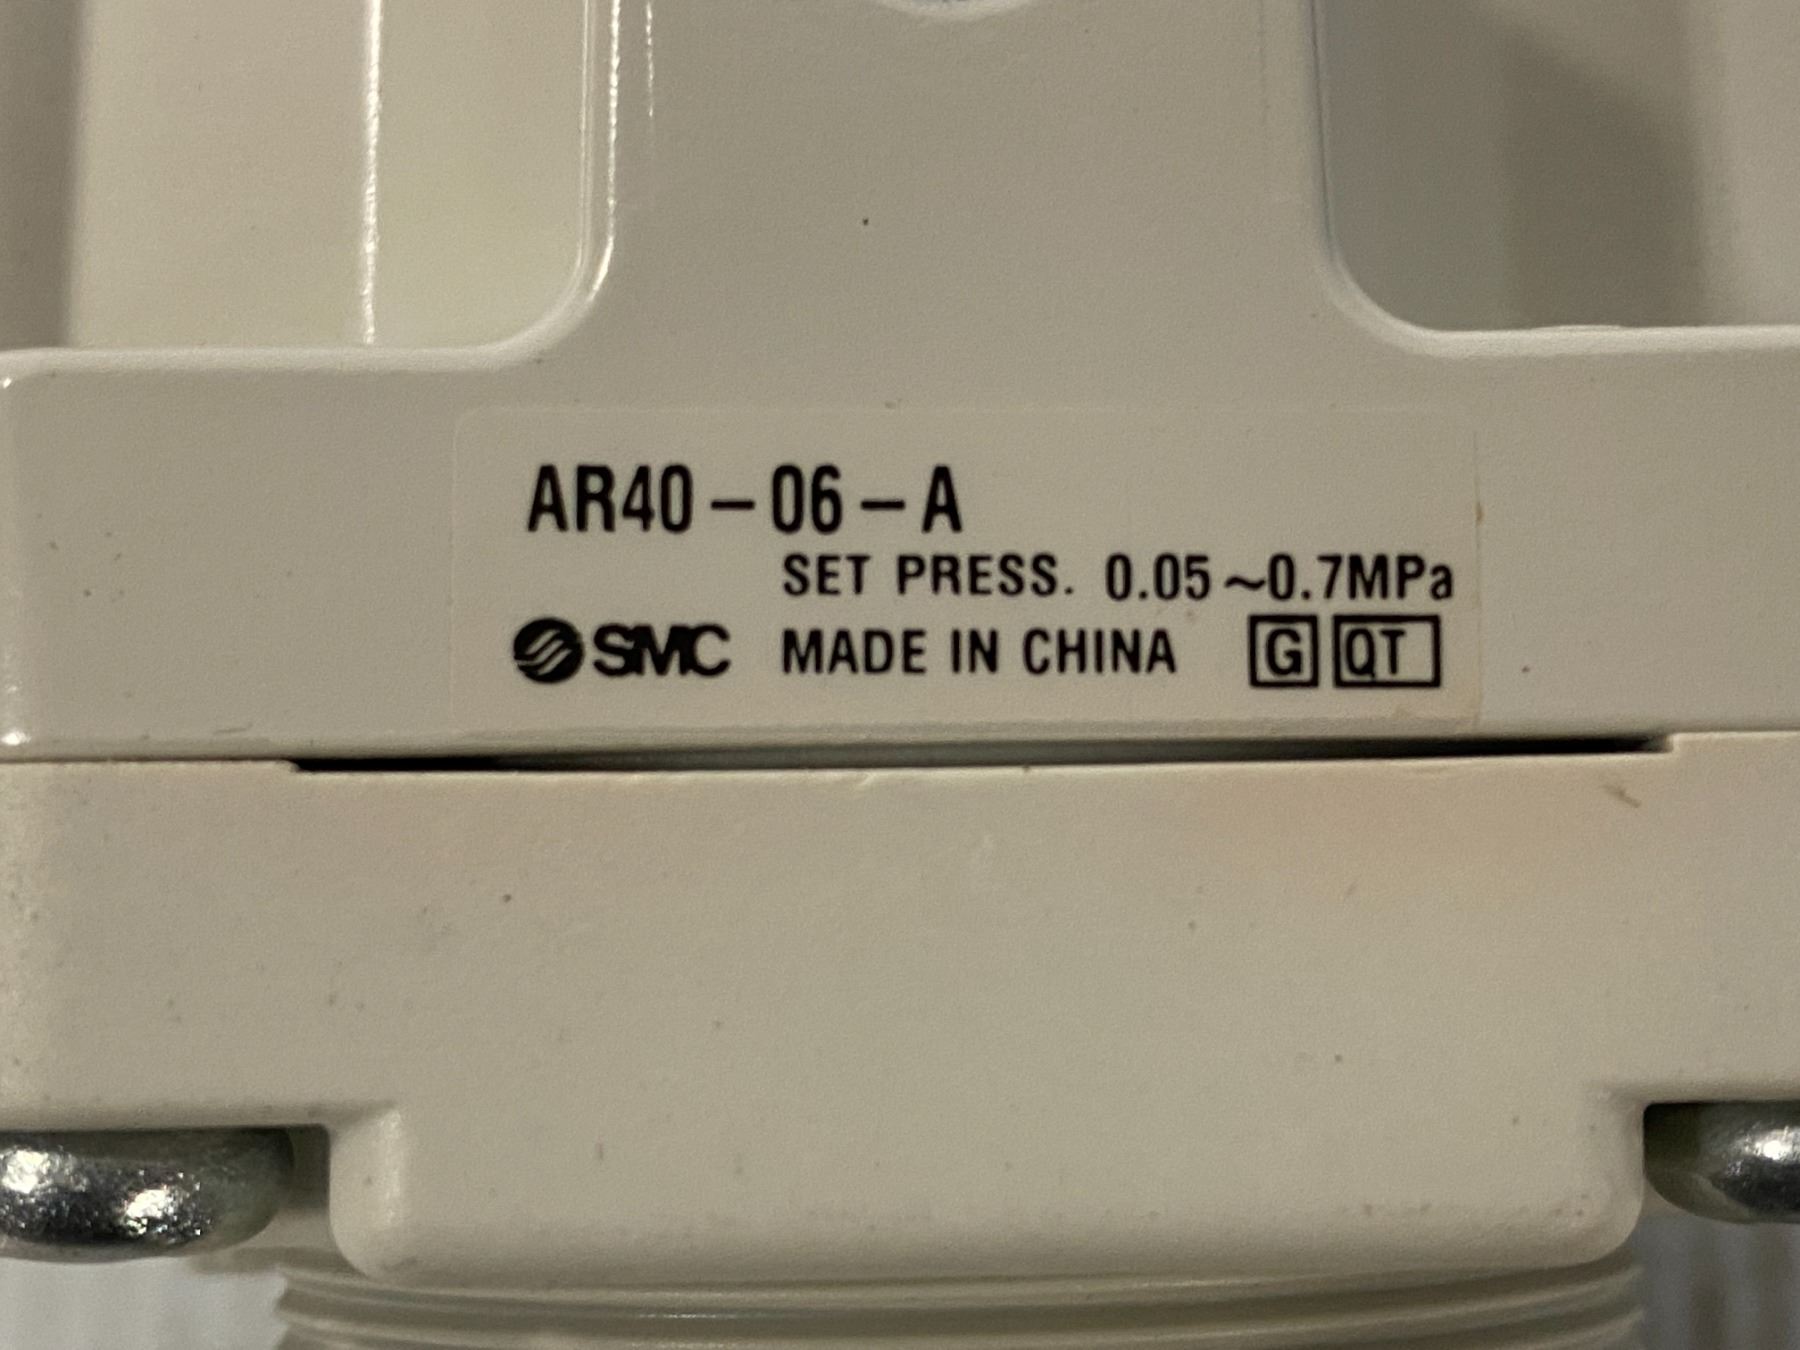 AR40-06-A
SET PRESS. 0.05~0.7MPa
SMC MADE IN CHINA G QT